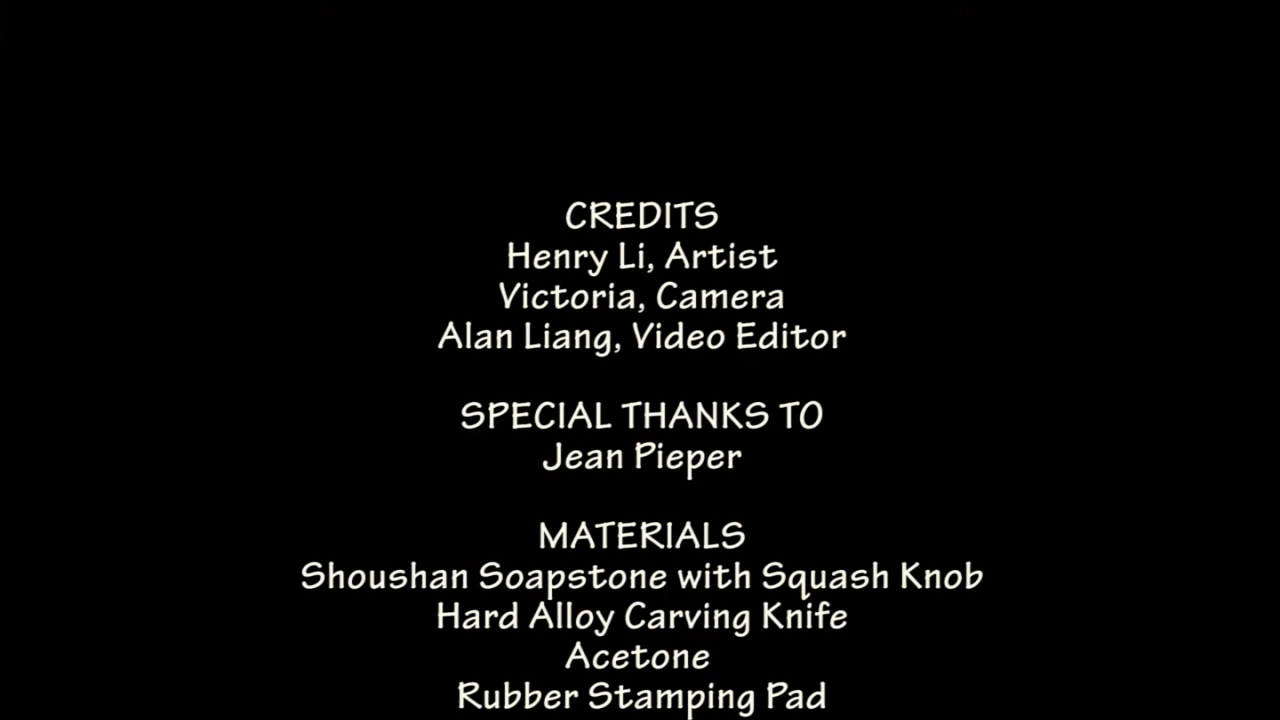 CREDITS
Henry Li, Artist
Victoria, Camera
Alan Liang, Video Editor
SPECIAL THANKS TO
Jean Pieper
MATERIALS
Shoushan Soapstone with Squash Knob
Hard Alloy Carving Knife
Acetone
Rubber Stamping Pad